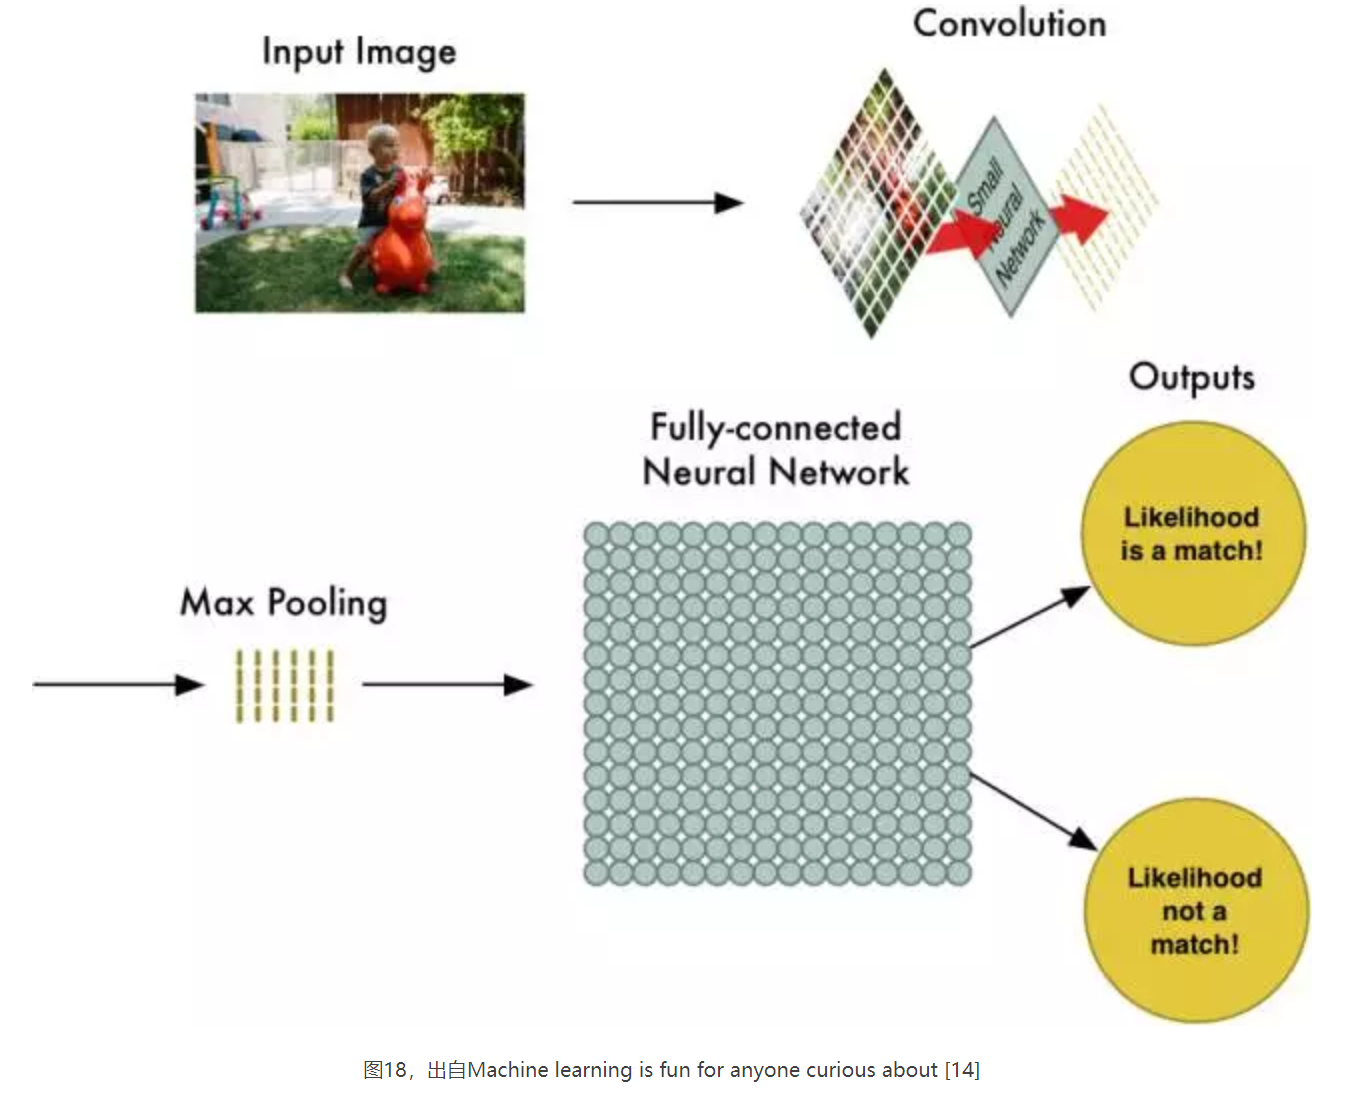 Input Image
Convolution
Small
Neural
Network
Outputs
Fully-connected
Neural Network
Likelihood
is a match!
Max Pooling
Likelihood
not a
match!
图18，出自Machine learning is fun for anyone curious about [14]